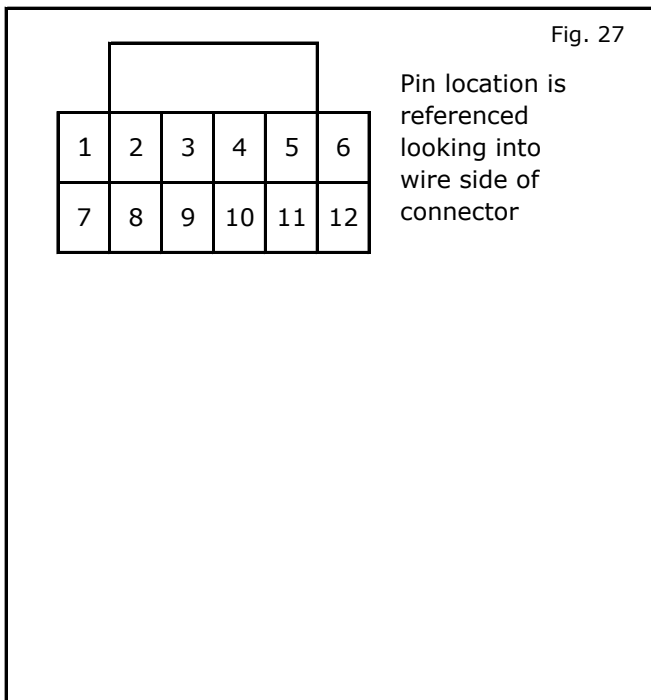 Fig. 27
Pin location is
referenced
looking into
wire side of
connector
1 2 3 4 5 6
7 8 9 10 11 12